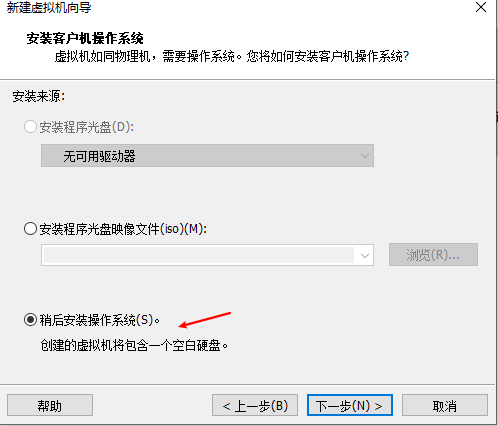 新建虚拟机向导
安装客户机操作系统
虚拟机如同物理机，需要操作系统。您将如何安装客户机操作系统?
安装来源:
安装程序光盘(D):
无可用驱动器
安装程序光盘映像文件(iso)(M):
浏览(R)...
稍后安装操作系统(S)。
创建的虚拟机将包含一个空白硬盘。
帮助
< 上一步(B)
下一步(N) >
取消